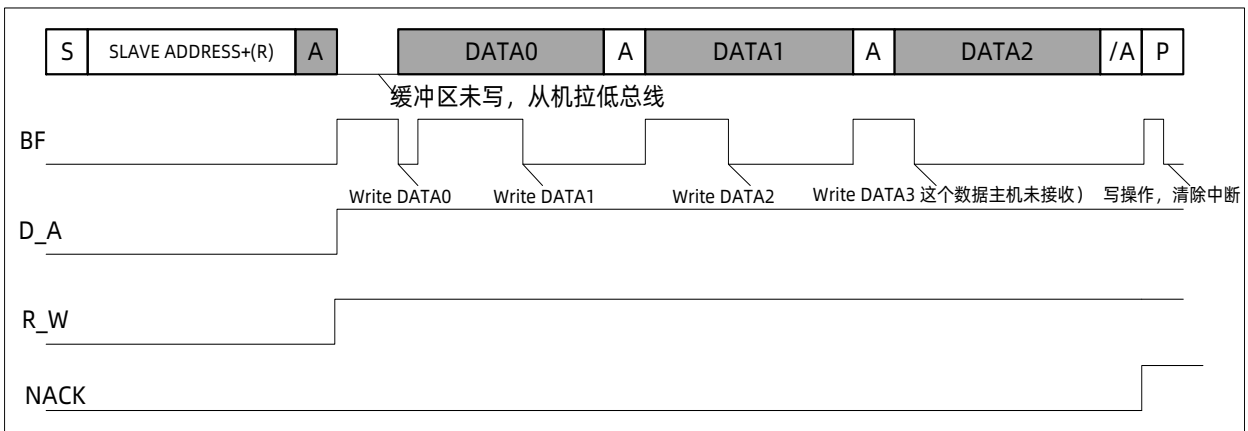 S SLAVE ADDRESS+(R) A DATA0 A DATA1 A DATA2 /A P
缓冲区未写，从机拉低总线
BF
Write DATA0 Write DATA1 Write DATA2 Write DATA3 这个数据主机未接收） 写操作，清除中断
D_A
R_W
NACK